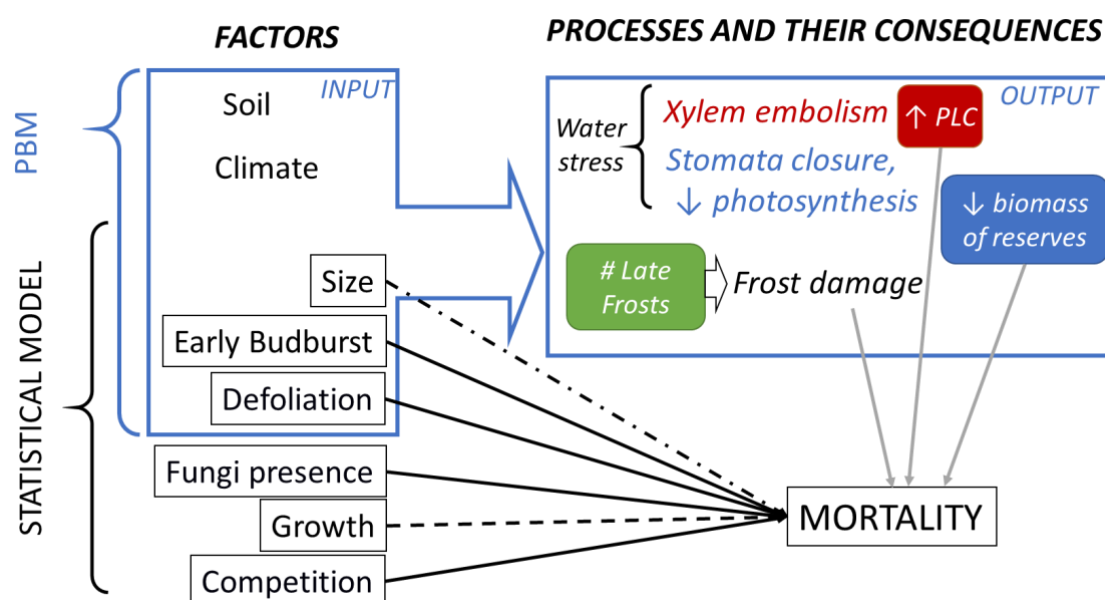 FACTORS
PROCESSES AND THEIR CONSEQUENCES
PBM
STATISTICAL MODEL
INPUT
Soil
Climate
Size
Early Budburst
Defoliation
Fungi presence
Growth
Competition
OUTPUT
Water
stress
Xylem embolism
↑ PLC
Stomata closure,
↓ photosynthesis
↓ biomass
of reserves
# Late
Frosts
Frost damage
MORTALITY